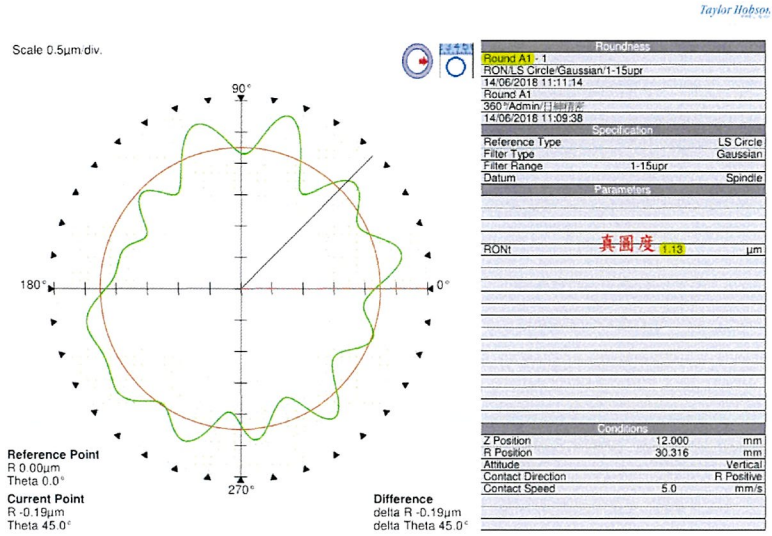 Taylor Hobson
Scale 0.5µm/div.
90°
180°
0°
270°
Reference Point
R 0.00µm
Theta 0.0°
Current Point
R -0.19µm
Theta 45.0°
Difference
delta R -0.19µm
delta Theta 45.0°
Roundness
Round A1 - 1
RON/LS Circle/Gaussian/1-15upr
14/06/2018 11:11:14
Round A1
360°/Admin/
14/06/2018 11:09:38
Specification
Reference Type LS Circle
Filter Type Gaussian
Filter Range 1-15upr
Datum Spindle
Parameters
RONt 真圓度 1.13 µm
Conditions
Z Position 12.000 mm
R Position 30.316 mm
Attitude Vertical
Contact Direction R Positive
Contact Speed 5.0 mm/s